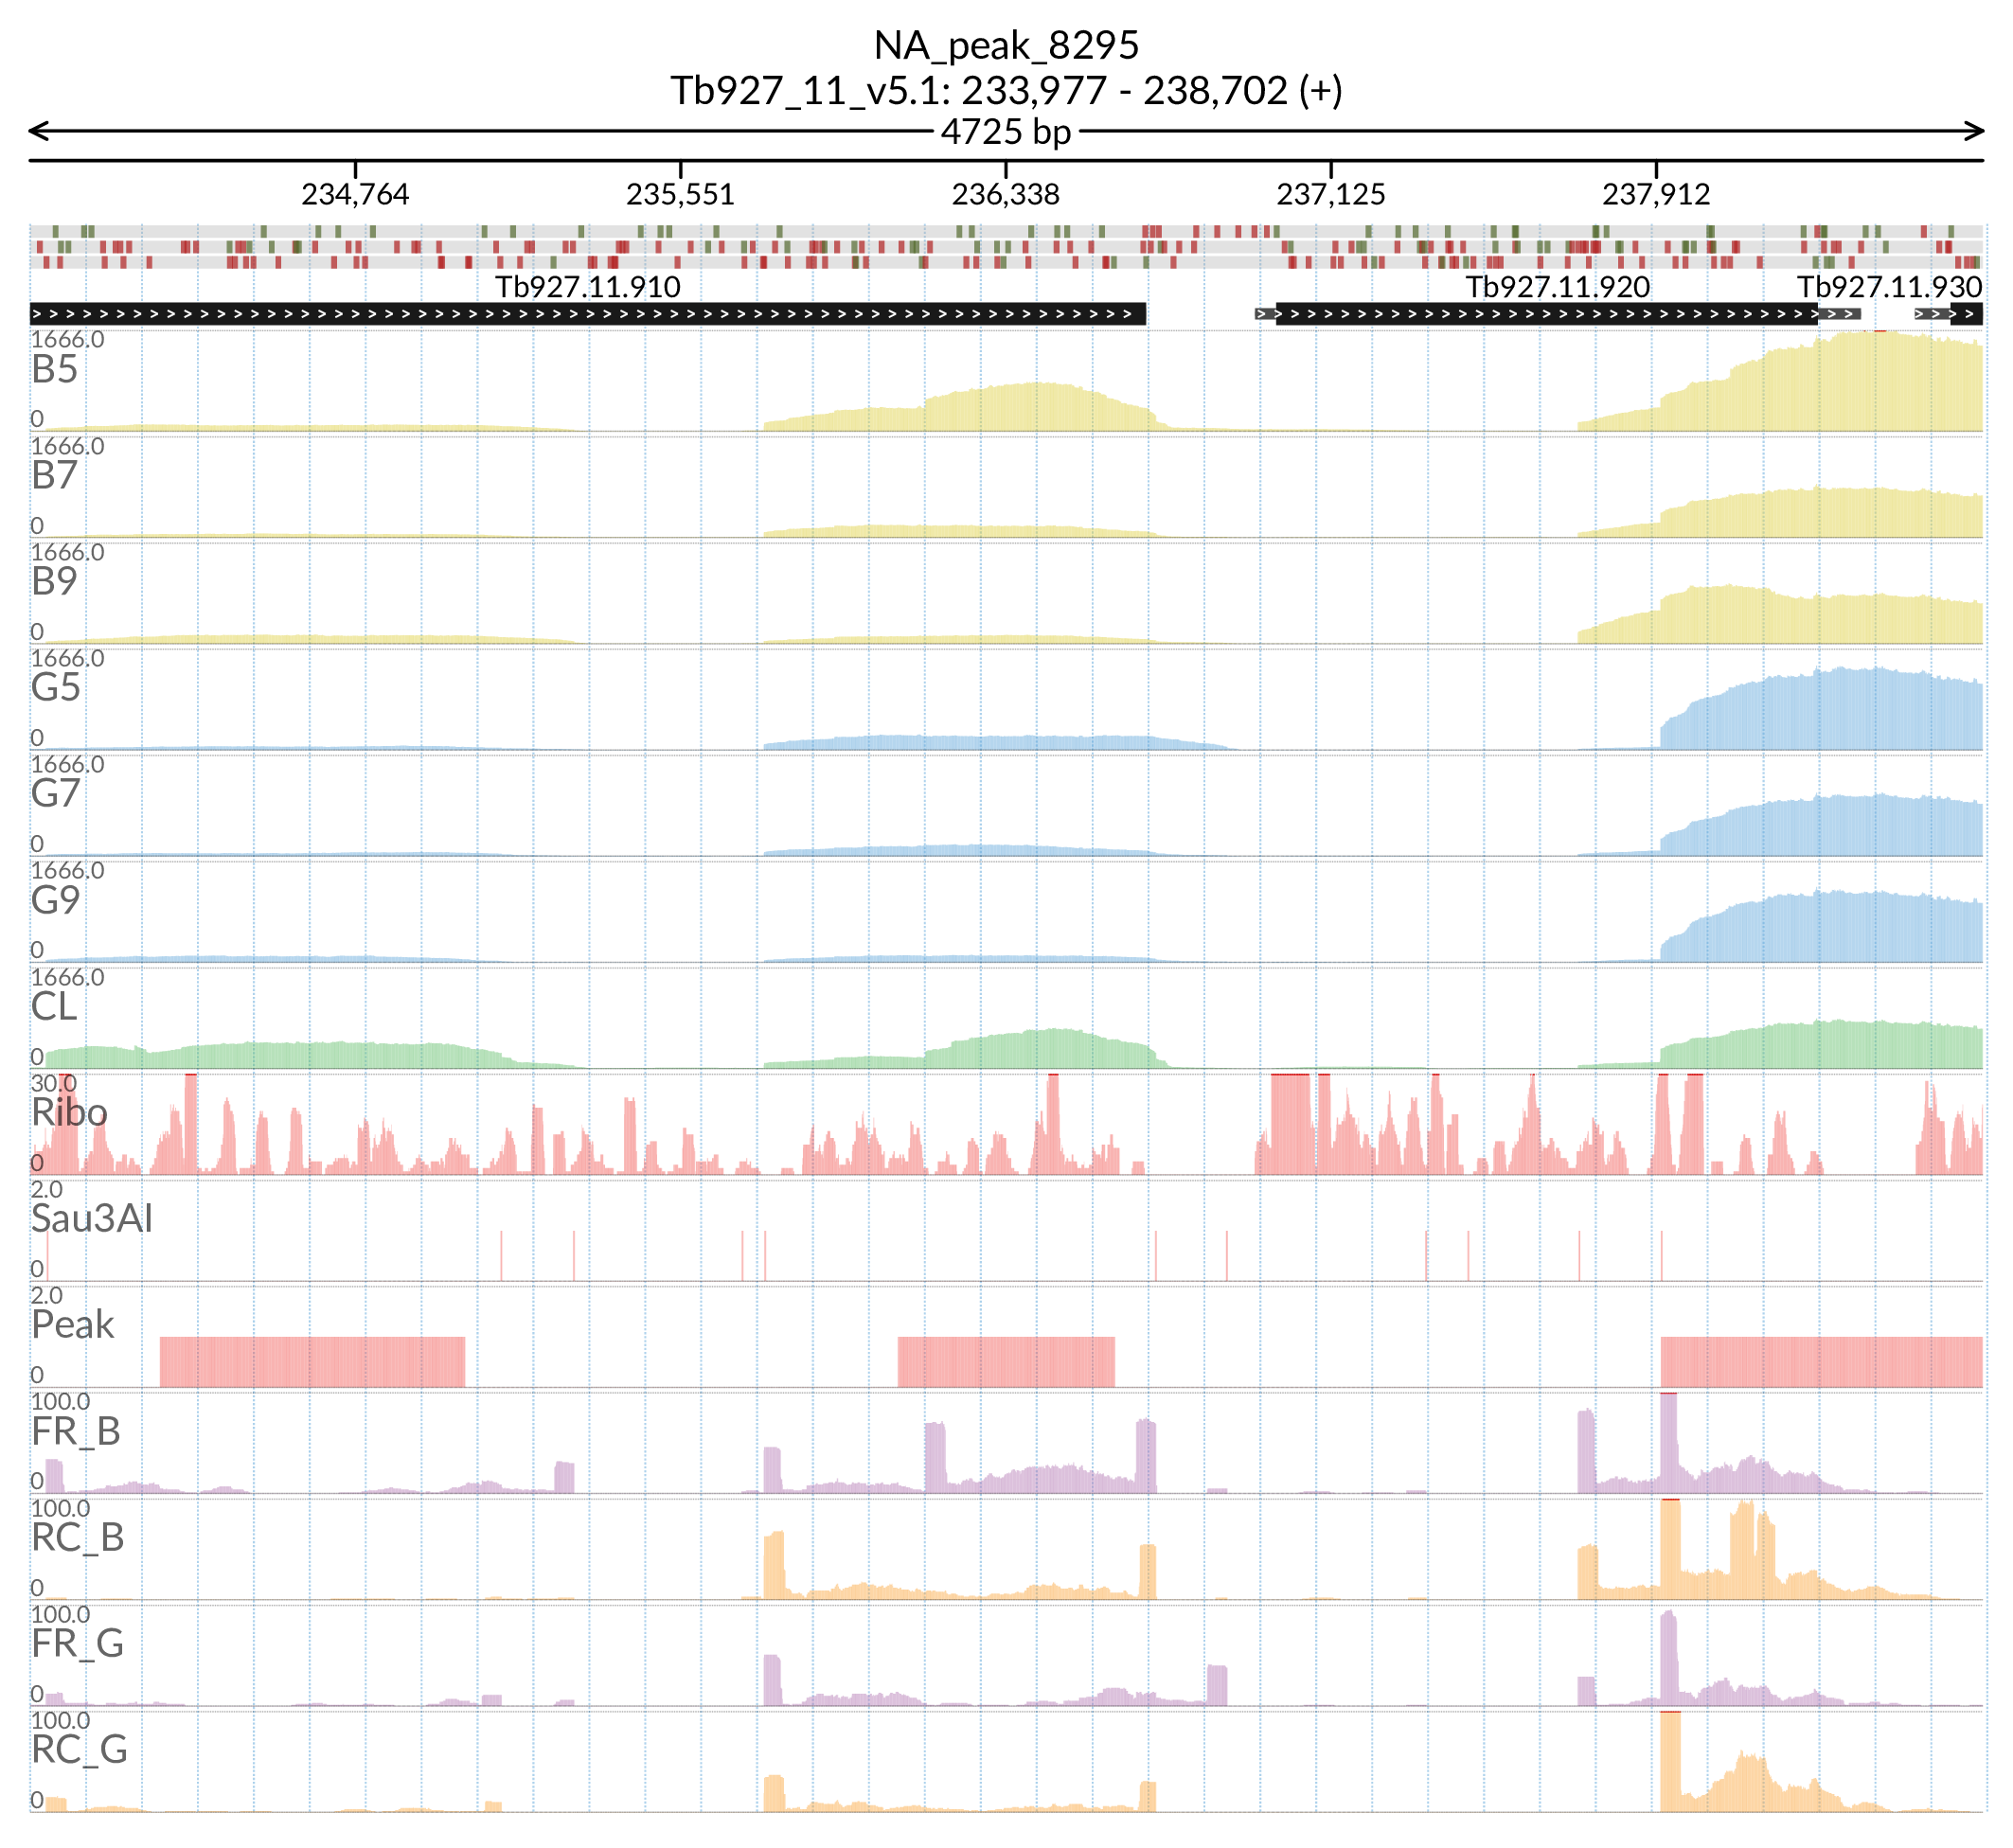 NA_peak_8295
Tb927_11_v5.1: 233,977 - 238,702 (+)
4725 bp
234,764 235,551 236,338 237,125 237,912
Tb927.11.910 Tb927.11.920 Tb927.11.930
1666.0
B5
0
1666.0
B7
0
1666.0
B9
0
1666.0
G5
0
1666.0
G7
0
1666.0
G9
0
1666.0
CL
0
30.0
Ribo
0
2.0
Sau3AI
0
2.0
Peak
0
100.0
FR_B
0
100.0
RC_B
0
100.0
FR_G
0
100.0
RC_G
0